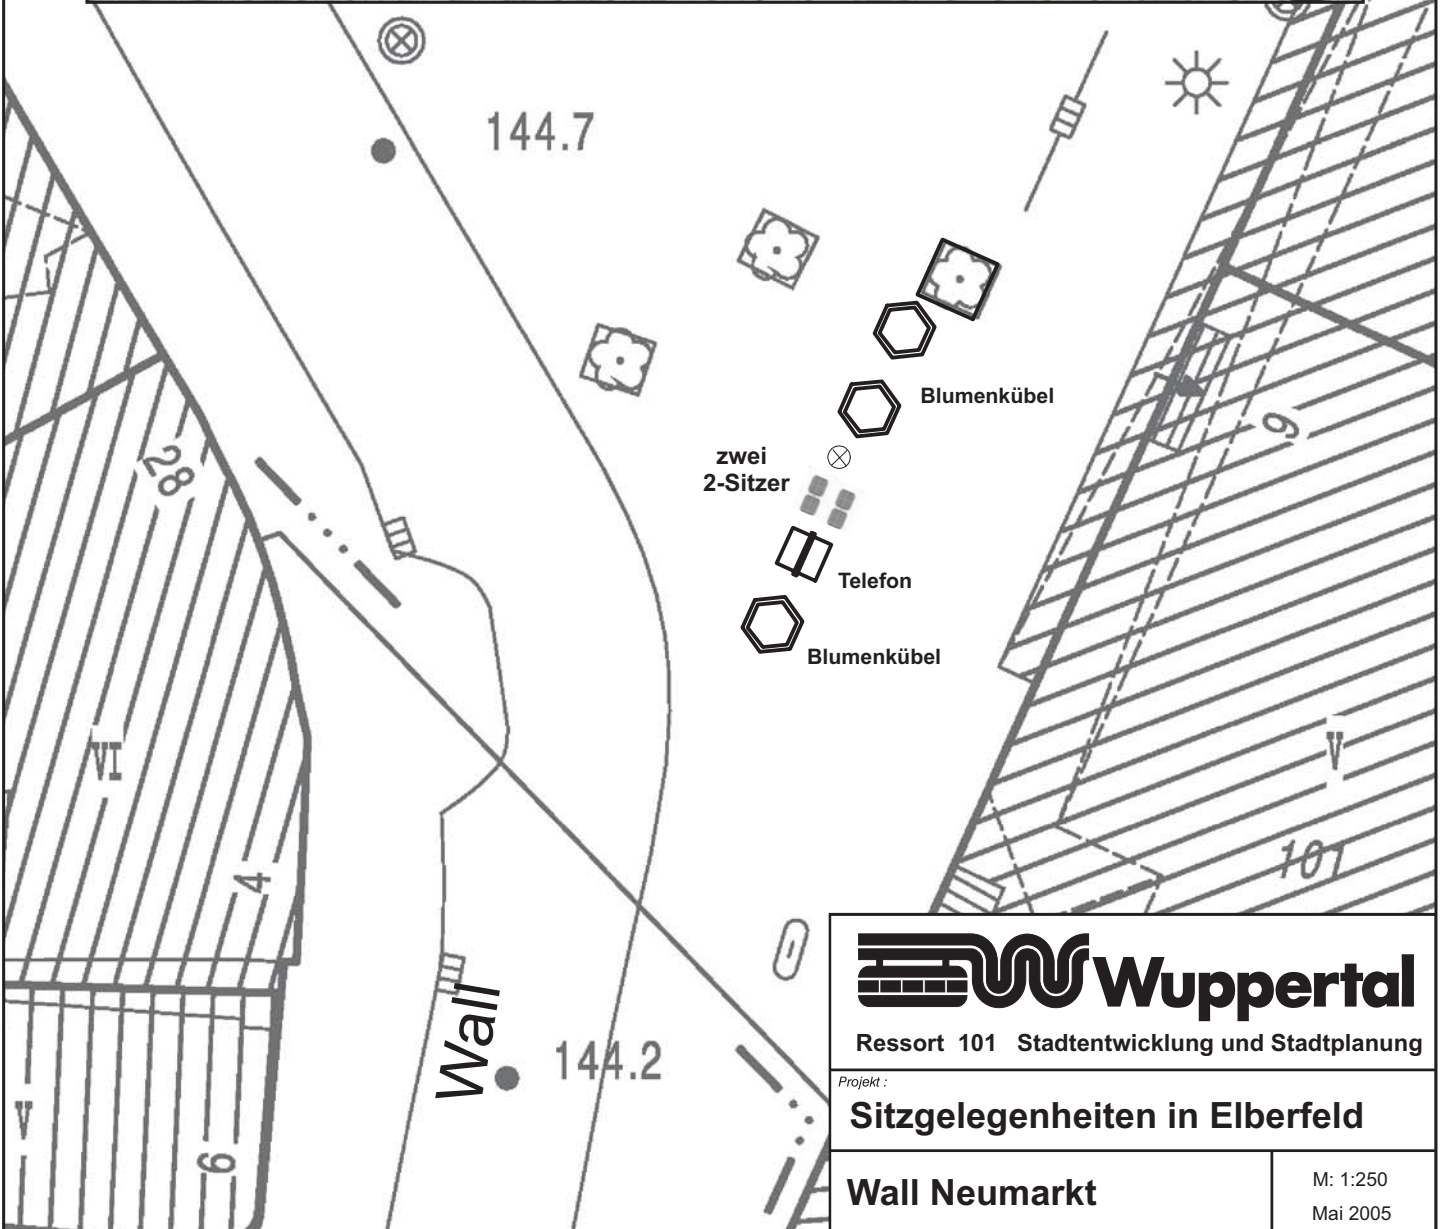 144.7
Blumenkübel
zwei
2-Sitzer
Telefon
Blumenkübel
28
9
VI
V
4
101
Wall
144.2
V
6
Wuppertal
Ressort 101 Stadtentwicklung und Stadtplanung
Projekt :
Sitzgelegenheiten in Elberfeld
Wall Neumarkt
M: 1:250
Mai 2005